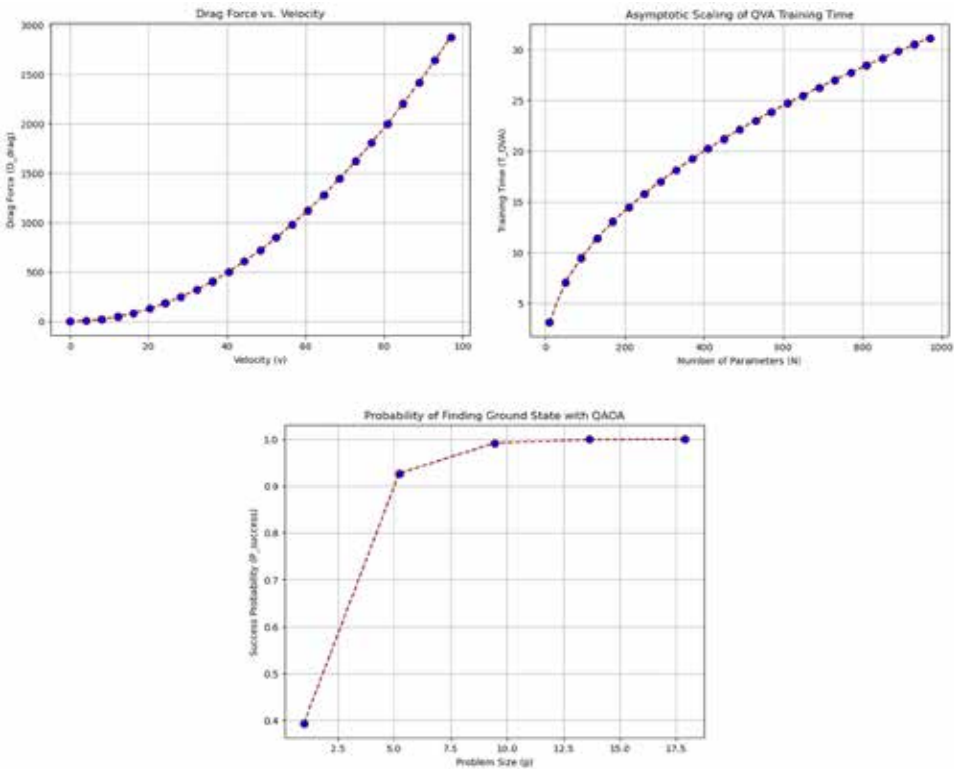 Drag Force vs. Velocity
3000
2500
2000
1500
1000
500
0
Drag Force (D_drag)
0 20 40 60 80 100
Velocity (v)
Asymptotic Scaling of QVA Training Time
30
25
20
15
10
5
Training Time (T_QVA)
0 200 400 600 800 1000
Number of Parameters (N)
Probability of Finding Ground State with QAOA
1.0
0.9
0.8
0.7
0.6
0.5
0.4
Success Probability (P_success)
2.5 5.0 7.5 10.0 12.5 15.0 17.5
Problem Size (p)